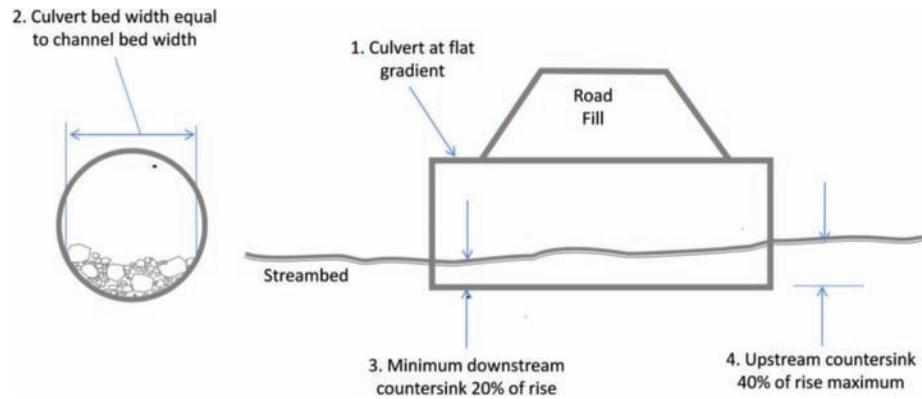 2. Culvert bed width equal
to channel bed width
1. Culvert at flat
gradient
Road
Fill
Streambed
3. Minimum downstream
countersink 20% of rise
4. Upstream countersink
40% of rise maximum